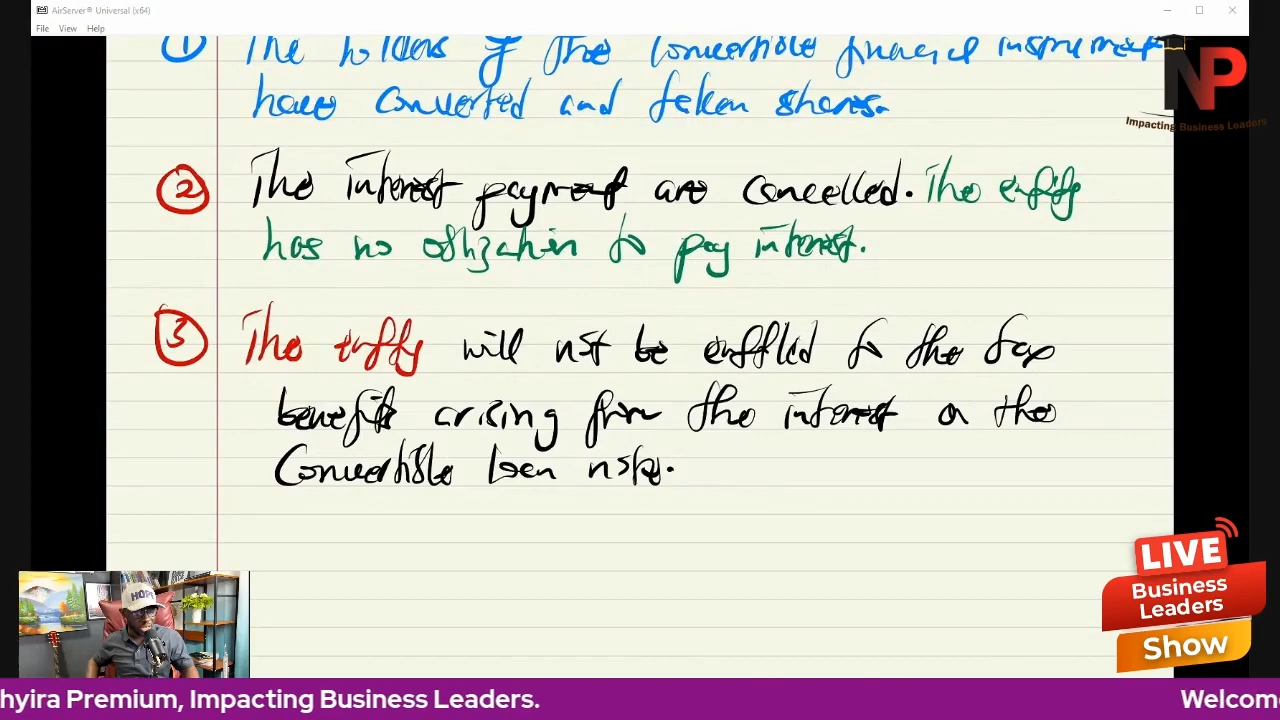 AirServer® Universal (x64)
File View Help
① The holders of the Convertible financial instrument
have converted and taken shares.
NP
Impacting Business Leaders
② The Interest payment are cancelled. The entity
has no obligation to pay interest.
③ The entity will not be entitled to the tax
benefit arising from the interest on the
Convertible loan note.
HOPE
LIVE
Business
Leaders
Show
hyira Premium, Impacting Business Leaders.
Welcom